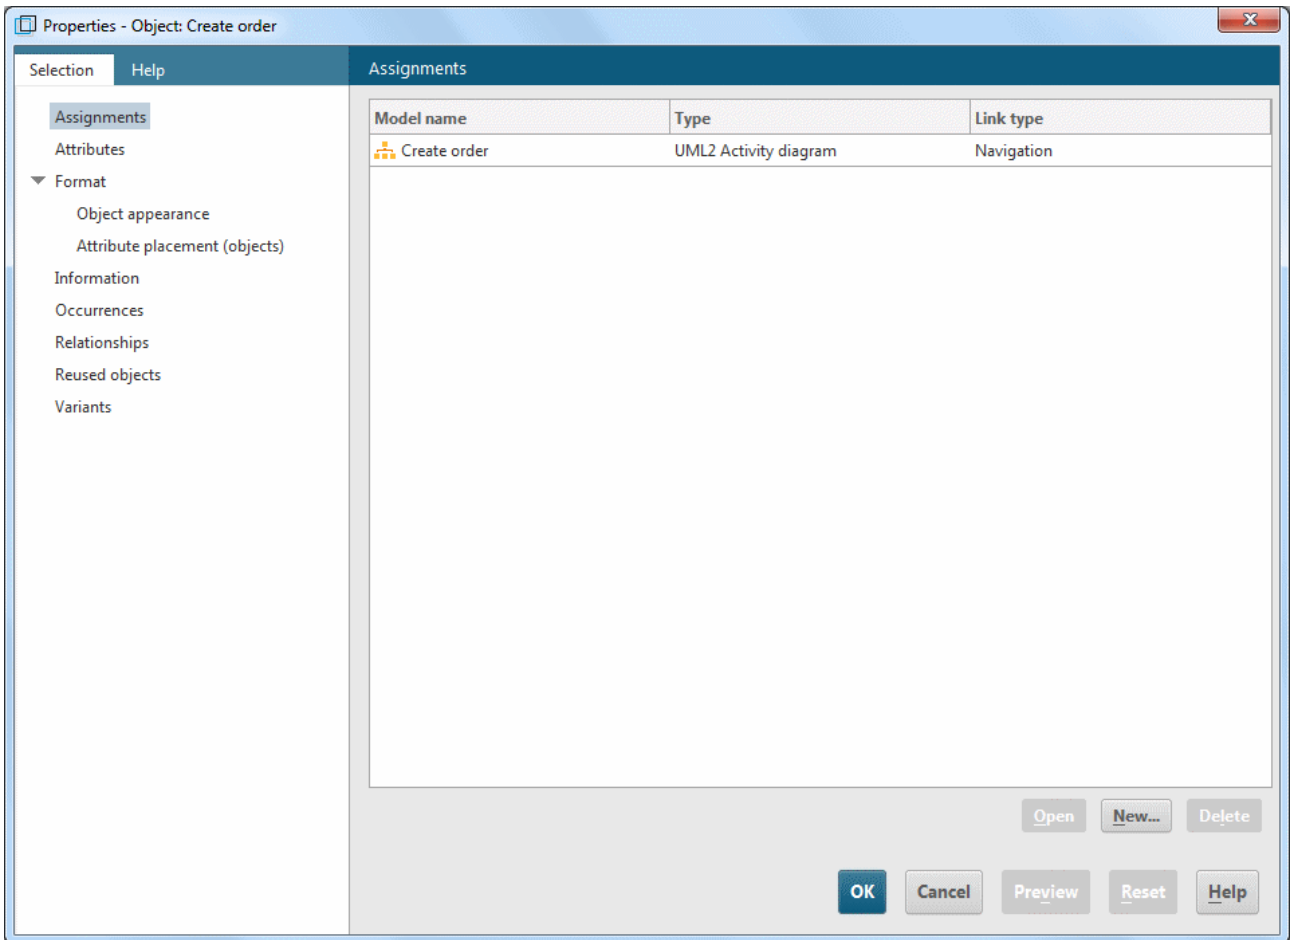 Properties - Object: Create order
Selection Help
Assignments
Attributes
Format
Object appearance
Attribute placement (objects)
Information
Occurrences
Relationships
Reused objects
Variants
Assignments
Model name Type Link type
Create order UML2 Activity diagram Navigation
Open New... Delete
OK Cancel Preview Reset Help